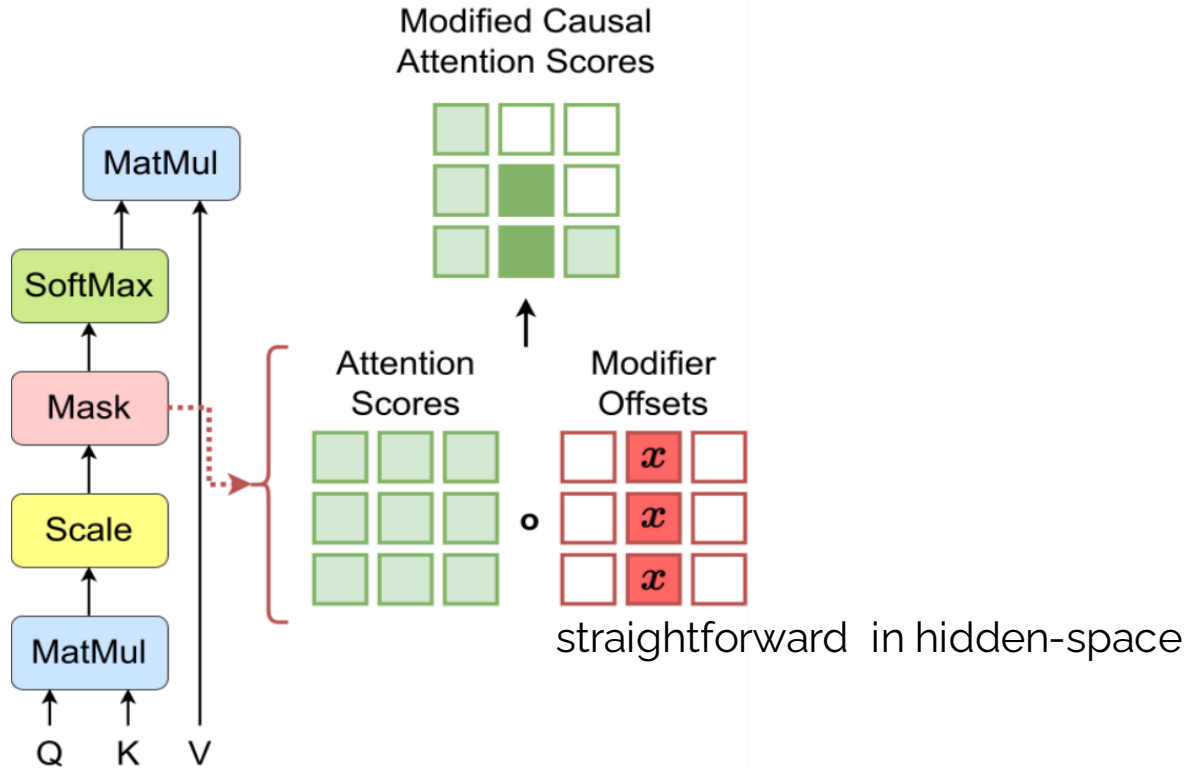 Modified Causal
Attention Scores
MatMul
SoftMax
Mask
Scale
MatMul
Q K V
Attention
Scores
Modifier
Offsets
x
o
x
x
straightforward in hidden-space